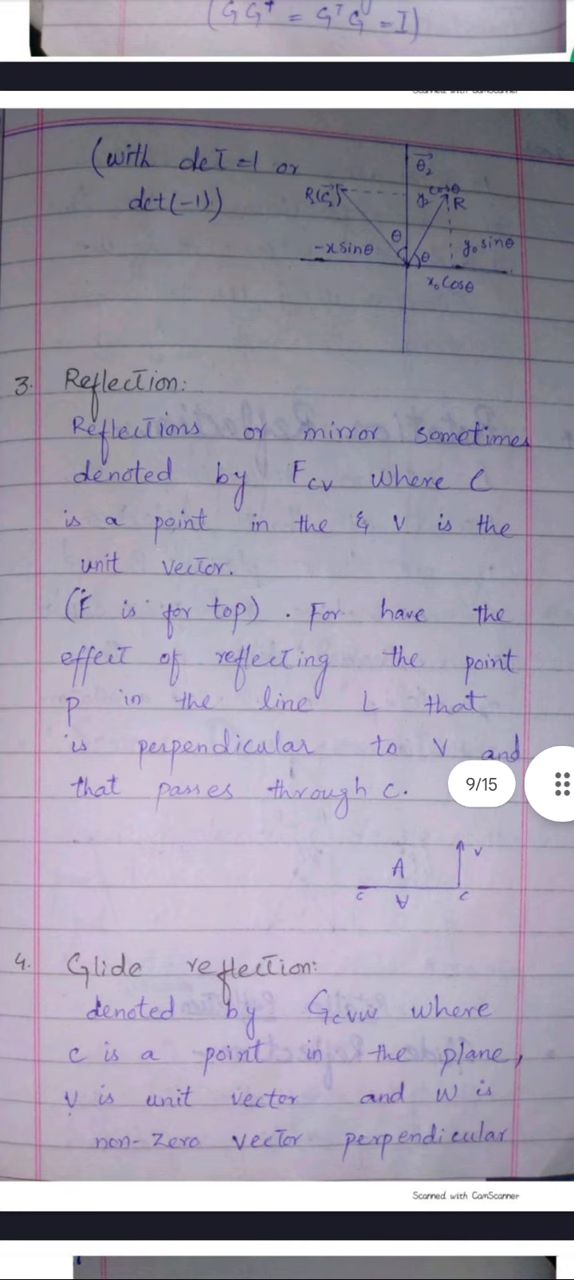 (GGᵀ = GᵀG = I)
(with det = 1 or
det(-1))
θ₂
cosθ
R
θ
y₀ sinθ
-x sinθ
θ
x₀ Cosθ
3. Reflection:
Reflections or mirror sometimes
denoted by Fcv where C
is a point in the & V is the
unit vector.
(F is for top). For have the
effect of reflecting the point
P in the line L that
is perpendicular to V and
that passes through C.
9/15
A
V
c
∀
c
4. Glide reflection:
denoted by Gcvw where
c is a point in the plane,
V is unit vector and w is
non-zero vector perpendicular
Scanned with CamScanner